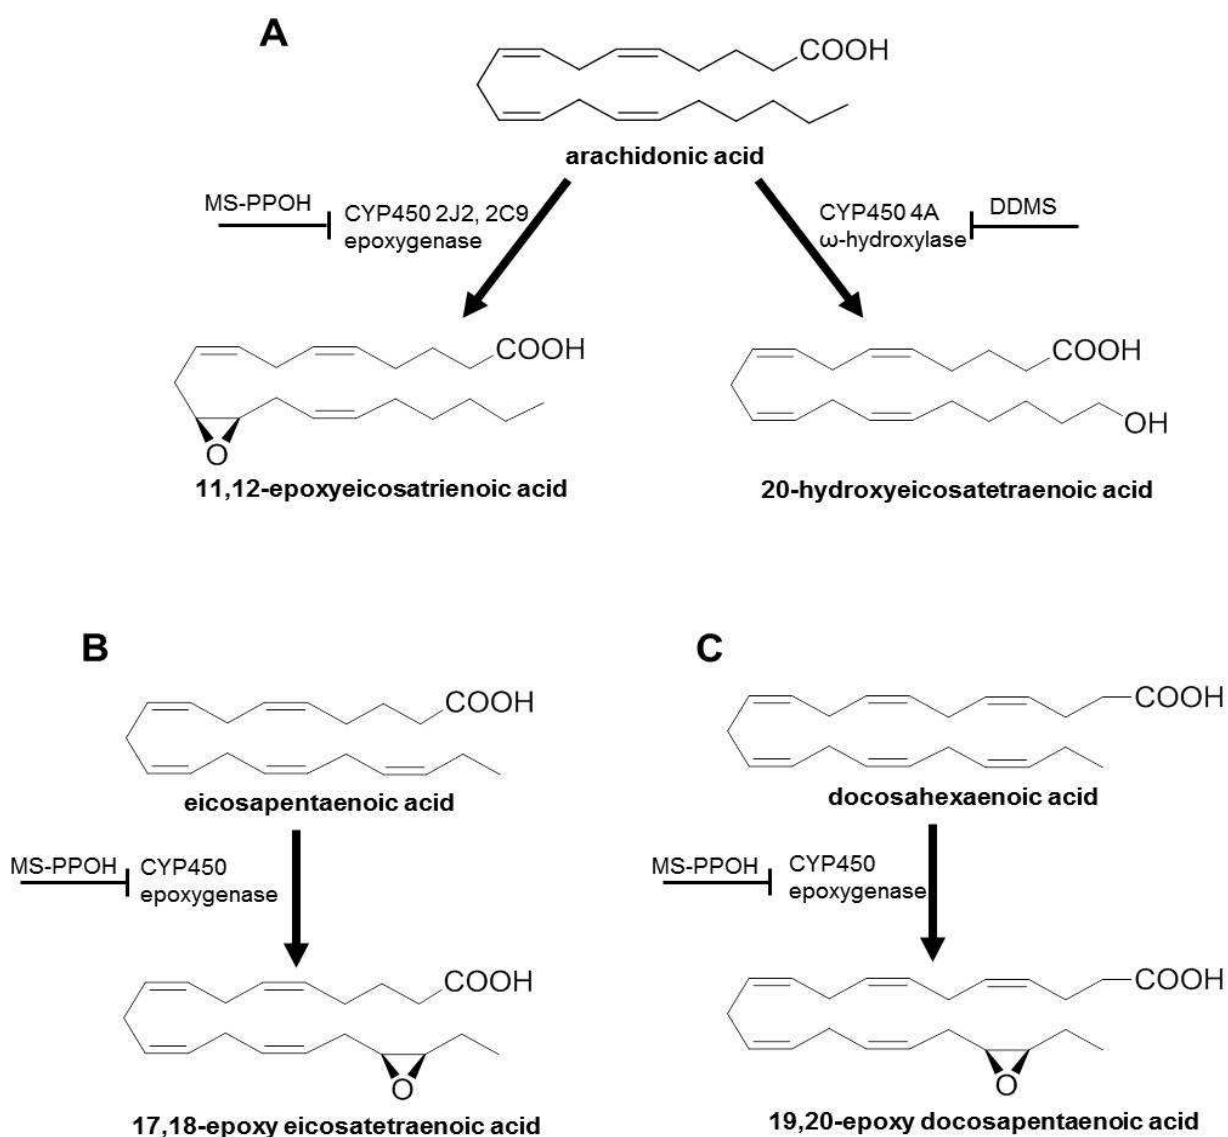 A
COOH
arachidonic acid
MS-PPOH
CYP450 2J2, 2C9
epoxygenase
CYP450 4A
ω-hydroxylase
DDMS
COOH
O
11,12-epoxyeicosatrienoic acid
COOH
OH
20-hydroxyeicosatetraenoic acid
B
COOH
eicosapentaenoic acid
MS-PPOH
CYP450
epoxygenase
COOH
O
17,18-epoxy eicosatetraenoic acid
C
COOH
docosahexaenoic acid
MS-PPOH
CYP450
epoxygenase
COOH
O
19,20-epoxy docosapentaenoic acid